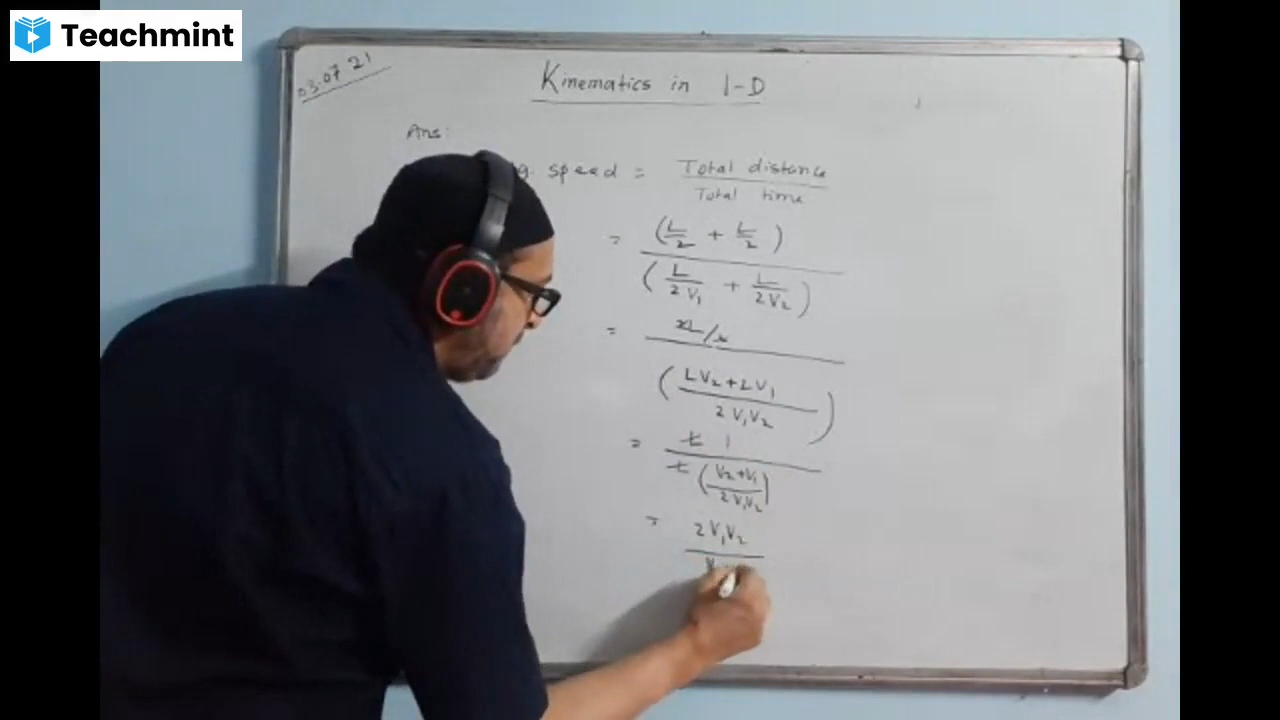 Teachmint
03.07 21
Kinematics in 1-D
Ans:
g. speed = Total distance / Total time
= (L/2 + L/2) / (L/2V₁ + L/2V₂)
= 2L/2 / ((LV₂+LV₁)/2V₁V₂)
= L 1 / L ((V₂+V₁)/2V₁V₂)
= 2V₁V₂ / V